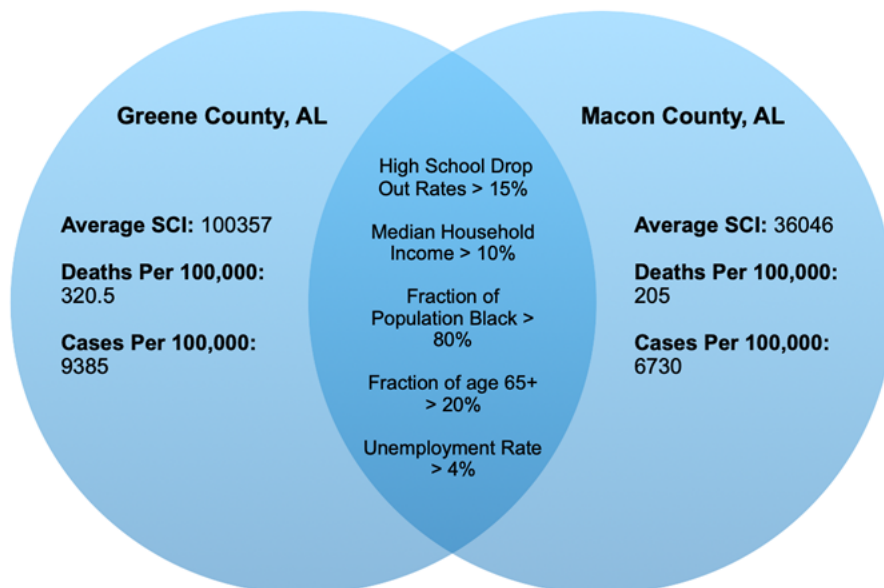 Greene County, AL
Average SCI: 100357
Deaths Per 100,000:
320.5
Cases Per 100,000:
9385
High School Drop
Out Rates > 15%
Median Household
Income > 10%
Fraction of
Population Black >
80%
Fraction of age 65+
> 20%
Unemployment Rate
> 4%
Macon County, AL
Average SCI: 36046
Deaths Per 100,000:
205
Cases Per 100,000:
6730